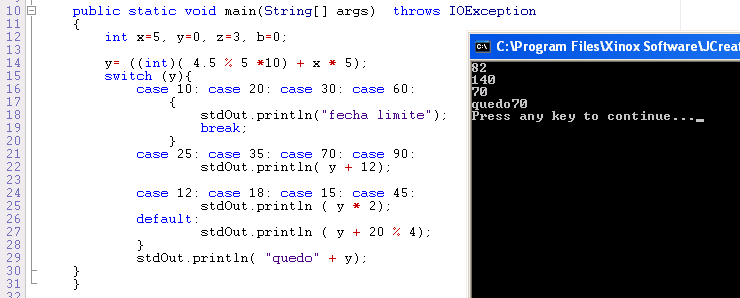 10 public static void main(String[] args) throws IOException
11 {
12 int x=5, y=0, z=3, b=0;
13
14 y= ((int)( 4.5 % 5 *10) + x * 5);
15 switch (y){
16 case 10: case 20: case 30: case 60:
17 {
18 stdOut.println("fecha limite");
19 break;
20 }
21 case 25: case 35: case 70: case 90:
22 stdOut.println( y + 12);
23
24 case 12: case 18: case 15: case 45:
25 stdOut.println ( y * 2);
26 default:
27 stdOut.println ( y + 20 % 4);
28 }
29 stdOut.println( "quedo" + y);
30 }
31 }
32
C:\Program Files\Xinox Software\JCrea
82
140
70
quedo70
Press any key to continue..._